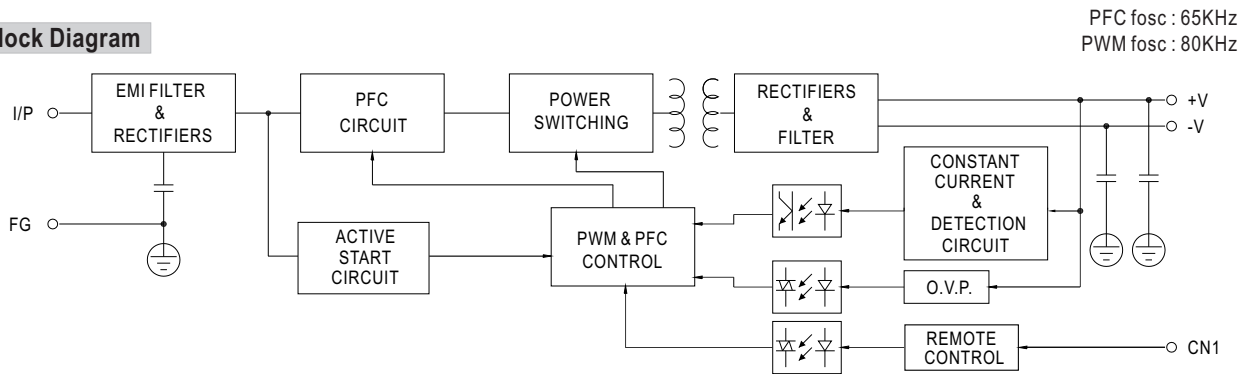 PFC fosc : 65KHz
lock Diagram
PWM fosc : 80KHz
I/P
EMI FILTER
&
RECTIFIERS
PFC
CIRCUIT
POWER
SWITCHING
RECTIFIERS
&
FILTER
+V
-V
FG
ACTIVE
START
CIRCUIT
PWM & PFC
CONTROL
CONSTANT
CURRENT
&
DETECTION
CIRCUIT
O.V.P.
REMOTE
CONTROL
CN1